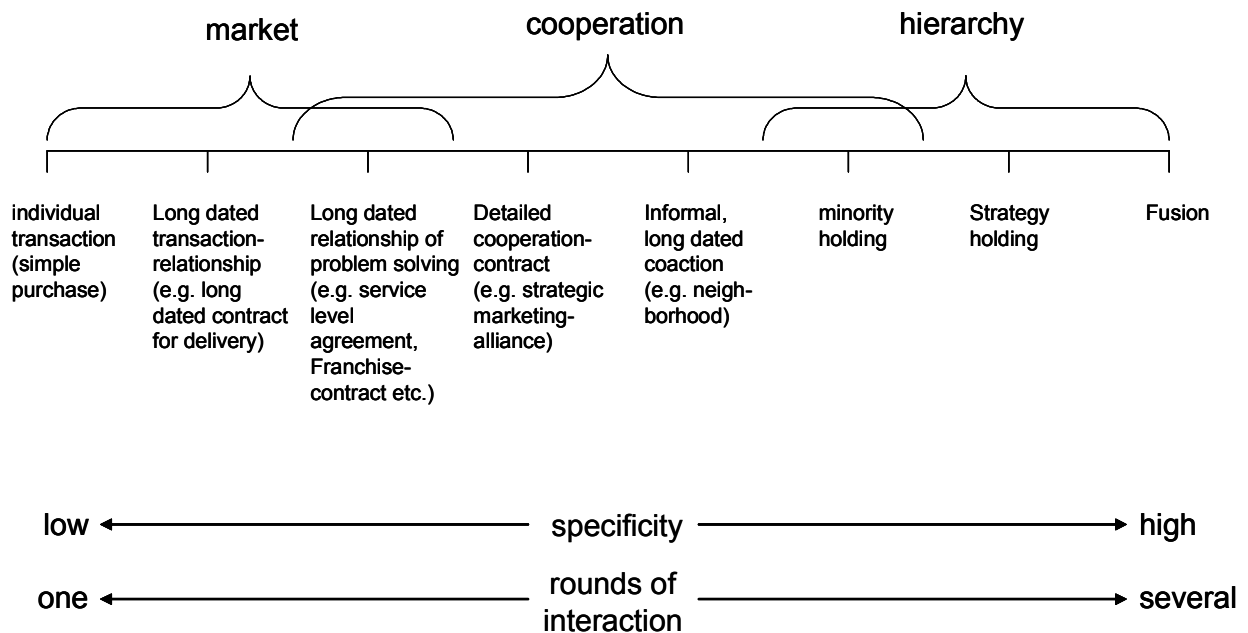 market
cooperation
hierarchy
individual
transaction
(simple
purchase)
Long dated
transaction-
relationship
(e.g. long
dated contract
for delivery)
Long dated
relationship of
problem solving
(e.g. service
level
agreement,
Franchise-
contract etc.)
Detailed
cooperation-
contract
(e.g. strategic
marketing-
alliance)
Informal,
long dated
coaction
(e.g. neigh-
borhood)
minority
holding
Strategy
holding
Fusion
low
specificity
high
one
rounds of
interaction
several